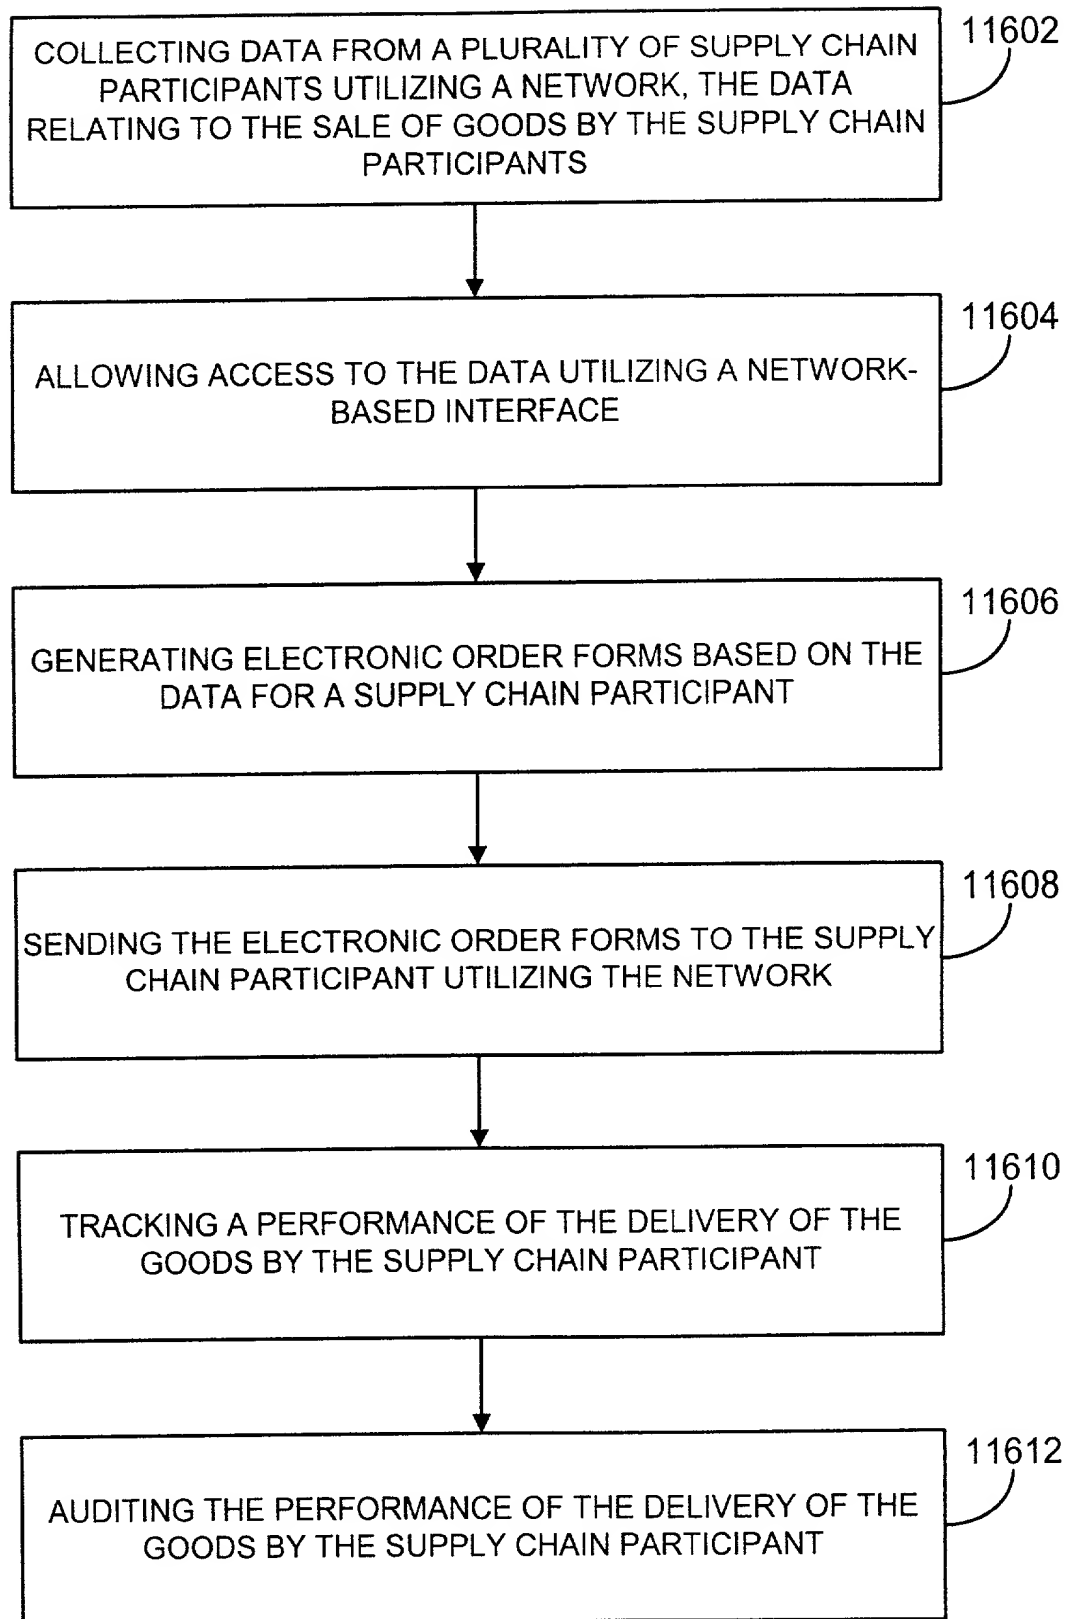 11602
COLLECTING DATA FROM A PLURALITY OF SUPPLY CHAIN
PARTICIPANTS UTILIZING A NETWORK, THE DATA
RELATING TO THE SALE OF GOODS BY THE SUPPLY CHAIN
PARTICIPANTS
11604
ALLOWING ACCESS TO THE DATA UTILIZING A NETWORK-
BASED INTERFACE
11606
GENERATING ELECTRONIC ORDER FORMS BASED ON THE
DATA FOR A SUPPLY CHAIN PARTICIPANT
11608
SENDING THE ELECTRONIC ORDER FORMS TO THE SUPPLY
CHAIN PARTICIPANT UTILIZING THE NETWORK
11610
TRACKING A PERFORMANCE OF THE DELIVERY OF THE
GOODS BY THE SUPPLY CHAIN PARTICIPANT
11612
AUDITING THE PERFORMANCE OF THE DELIVERY OF THE
GOODS BY THE SUPPLY CHAIN PARTICIPANT